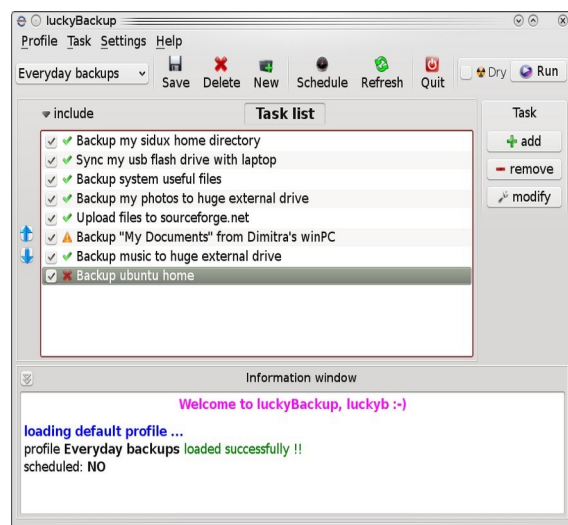 luckyBackup
Profile Task Settings Help
Everyday backups Save Delete New Schedule Refresh Quit Dry Run
include Task list Task
Backup my sidux home directory
add
Sync my usb flash drive with laptop
Backup system useful files
remove
Backup my photos to huge external drive
modify
Upload files to sourceforge.net
Backup "My Documents" from Dimitra's winPC
Backup music to huge external drive
Backup ubuntu home
Information window
Welcome to luckyBackup, luckyb :-)
loading default profile ...
profile Everyday backups loaded successfully !!
scheduled: NO